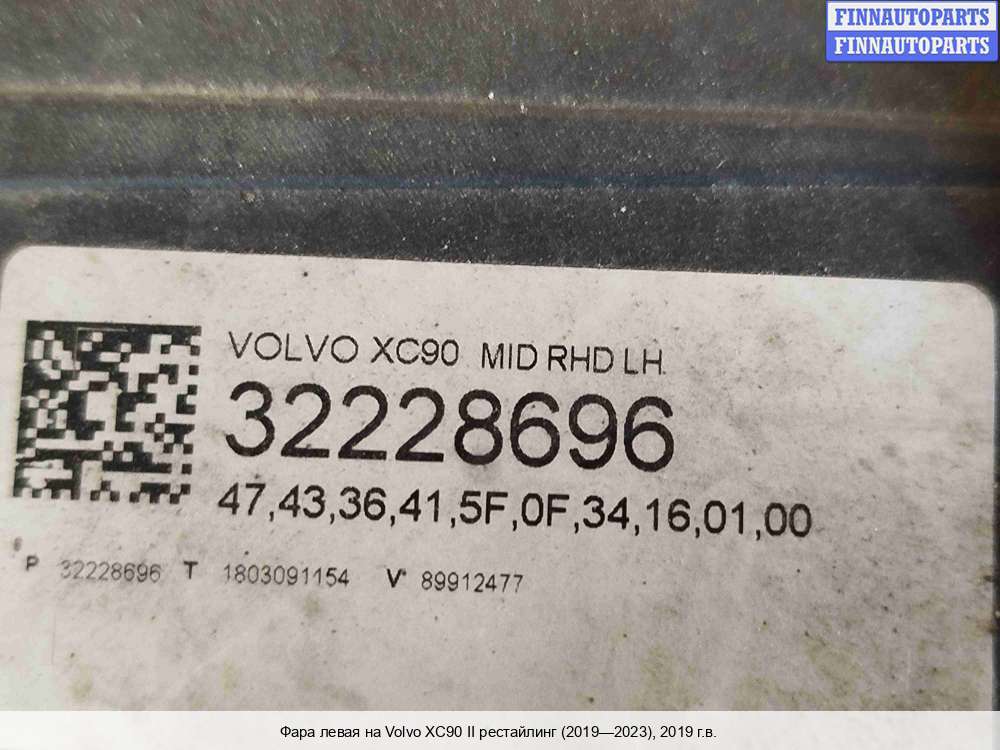 FINNAUTOPARTS
FINNAUTOPARTS
VOLVO XC90 MID RHD LH
32228696
47,43,36,41,5F,0F,34,16,01,00
P 32228696 T 1803091154 V 89912477
Фара левая на Volvo XC90 II рестайлинг (2019—2023), 2019 г.в.